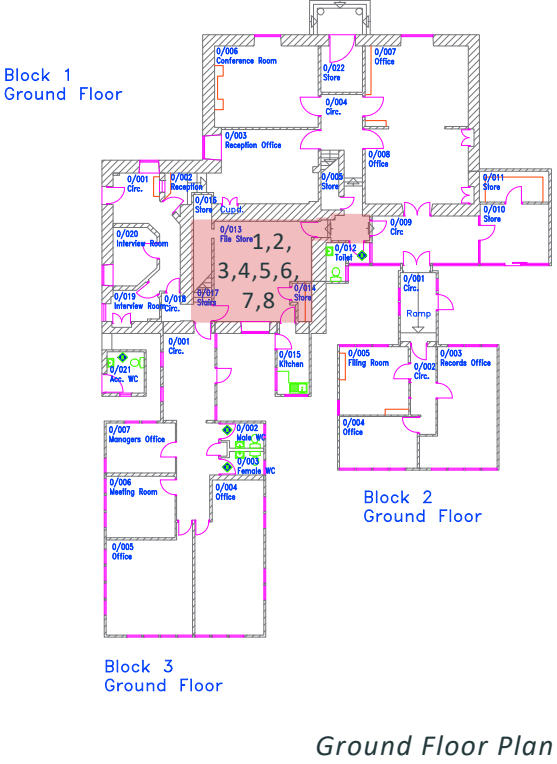 Block 1
Ground Floor
0/006
Conference Room
0/022
Store
0/007
Office
0/004
Circ.
0/003
Reception Office
0/008
Office
0/005
Store
0/001
Circ.
0/002
Reception
0/016
Store
Cupd.
0/011
Store
0/010
Store
0/009
Circ
0/020
Interview Room
0/013
File Store
1,2,
3,4,5,6,
7,8
0/012
Toilet
0/019
Interview Room
0/018
Circ.
0/017
Stairs
0/014
Store
0/001
Circ.
Ramp
0/001
Circ.
0/015
Kitchen
0/021
Acc. WC
0/005
Filing Room
0/002
Circ.
0/003
Records Office
0/004
Office
0/007
Managers Office
0/002
Male WC
0/003
Female WC
0/006
Meeting Room
0/004
Office
0/005
Office
Block 2
Ground Floor
Block 3
Ground Floor
Ground Floor Plan